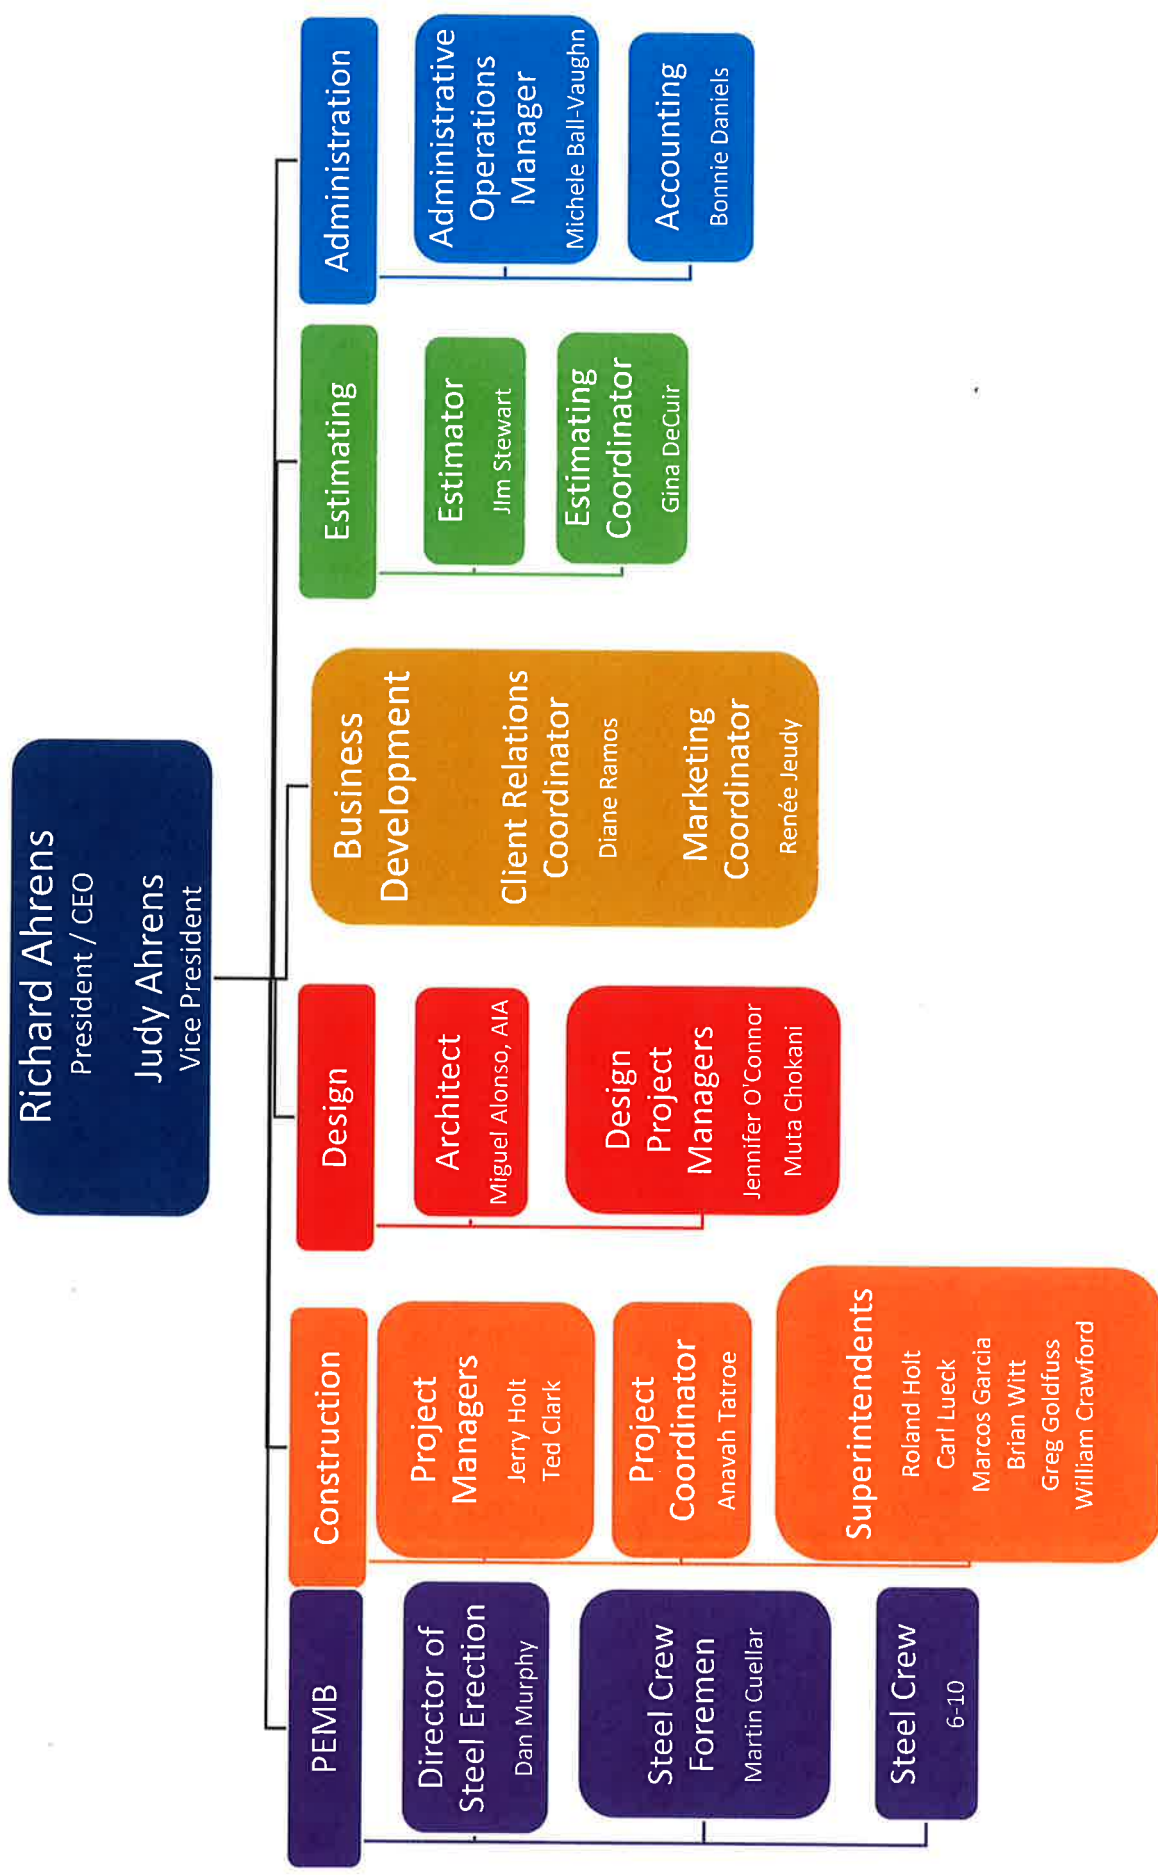 Richard Ahrens
President / CEO
Judy Ahrens
Vice President
PEMB
Director of
Steel Erection
Dan Murphy
Steel Crew
Foremen
Martin Cuellar
Steel Crew
6-10
Construction
Project
Managers
Jerry Holt
Ted Clark
Project
Coordinator
Anavah Tatroe
Superintendents
Roland Holt
Carl Lueck
Marcos Garcia
Brian Witt
Greg Goldfuss
William Crawford
Design
Architect
Miguel Alonso, AIA
Design
Project
Managers
Jennifer O'Connor
Muta Chokani
Business
Development
Client Relations
Coordinator
Diane Ramos
Marketing
Coordinator
Renée Jeudy
Estimating
Estimator
JIm Stewart
Estimating
Coordinator
Gina DeCuir
Administration
Administrative
Operations
Manager
Michele Ball-Vaughn
Accounting
Bonnie Daniels